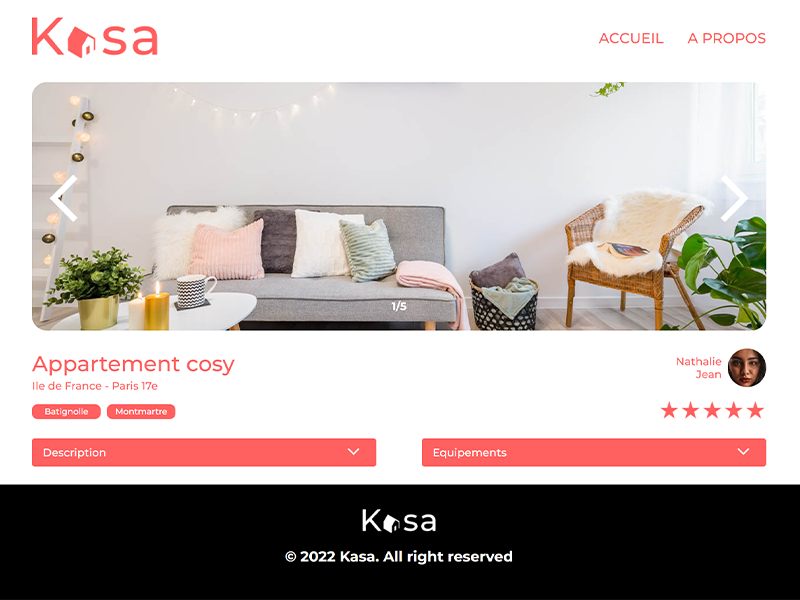 Kasa
ACCUEIL
A PROPOS
1/5
Appartement cosy
Ile de France - Paris 17e
Batignolle
Montmartre
Nathalie
Jean
Description
Equipements
Kasa
© 2022 Kasa. All right reserved